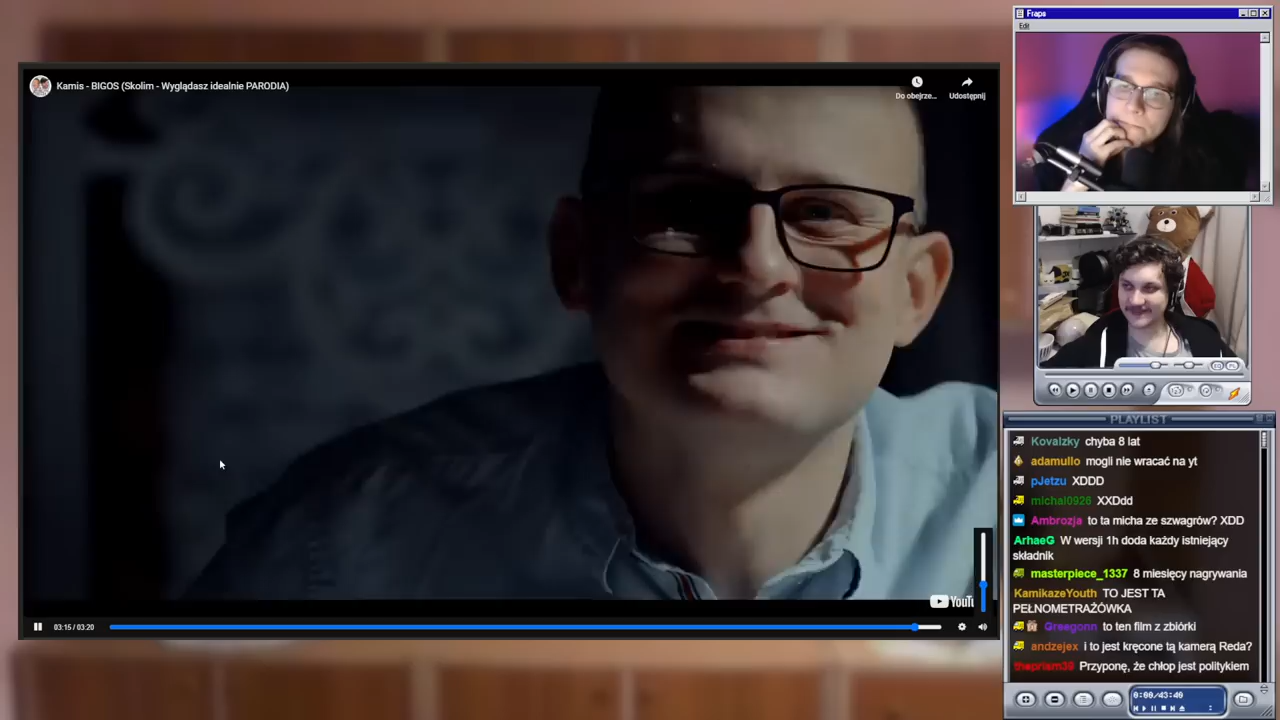 Kamis - BIGOS (Skolim - Wyglądasz idealnie PARODIA)
Do obejrze...
Udostępnij
YouTu
03:15 / 03:20
Fraps
Edit
PLAYLIST
Kovalzky chyba 8 lat
adamullo mogli nie wracać na yt
pJetzu XDDD
michal0926 XXDdd
Ambrozja to ta micha ze szwagrów? XDD
ArhaeG W wersji 1h doda każdy istniejący
składnik
masterpiece_1337 8 miesięcy nagrywania
KamikazeYouth TO JEST TA
PEŁNOMETRAŻÓWKA
Greegonn to ten film z zbiórki
andzejex i to jest kręcone tą kamerą Reda?
thepriam39 Przyponę, że chłop jest politykiem
0:00/43:40